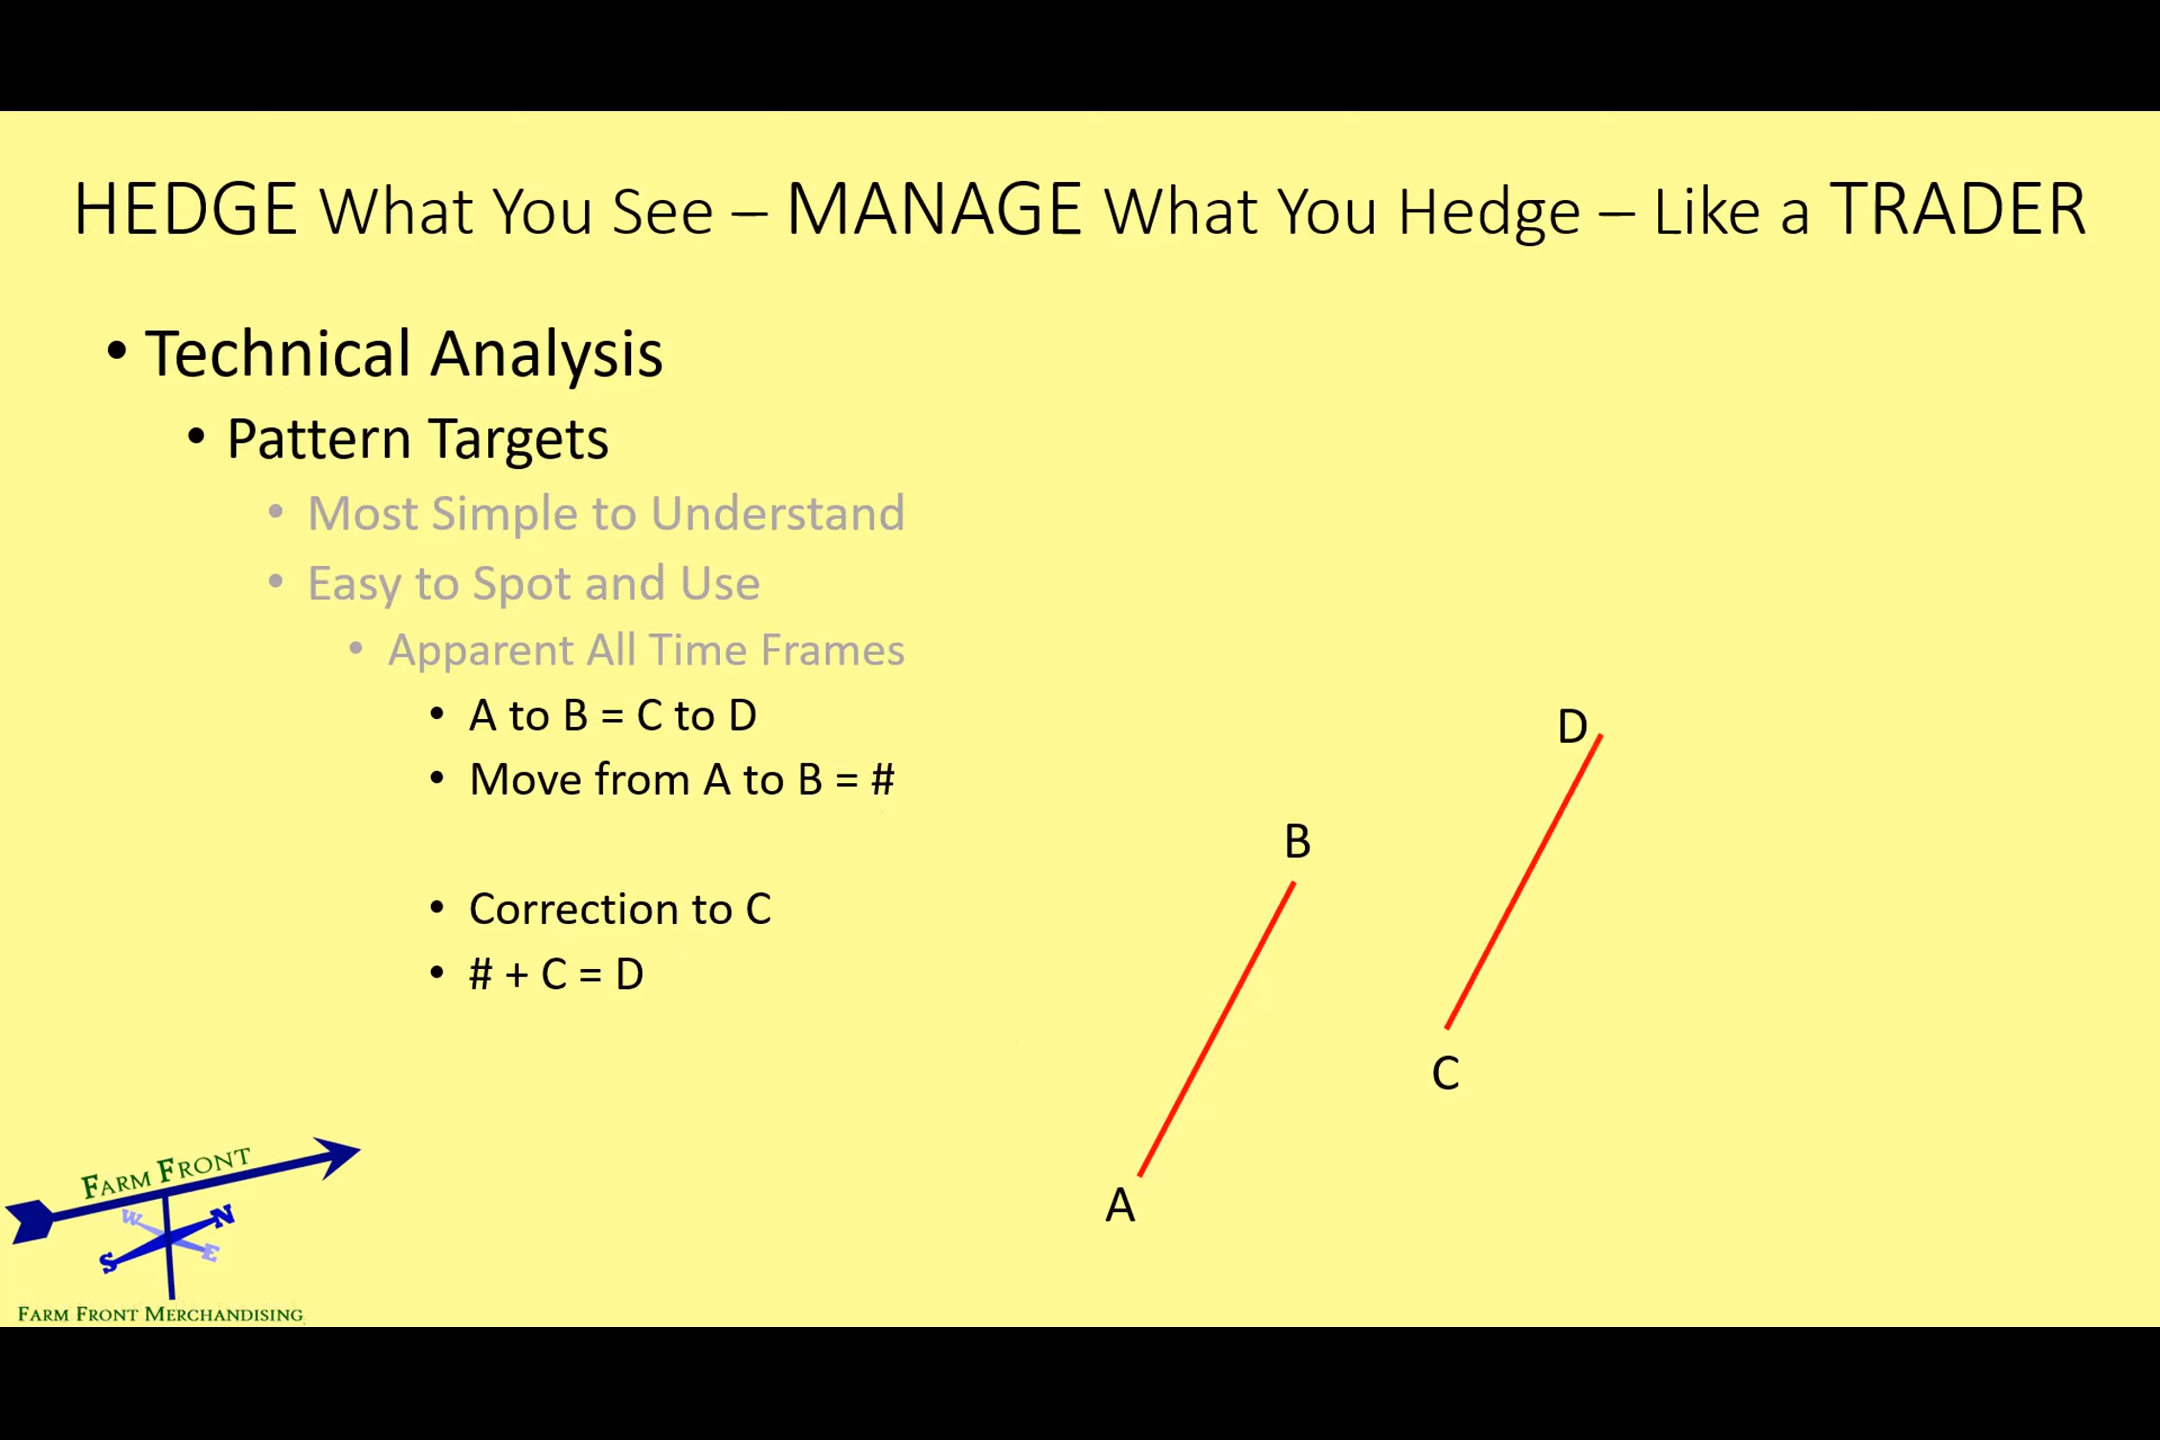 HEDGE What You See – MANAGE What You Hedge – Like a TRADER
• Technical Analysis
• Pattern Targets
• Most Simple to Understand
• Easy to Spot and Use
• Apparent All Time Frames
• A to B = C to D
• Move from A to B = #
• Correction to C
• # + C = D
D
B
C
A
FARM FRONT
W N
S E
FARM FRONT MERCHANDISING